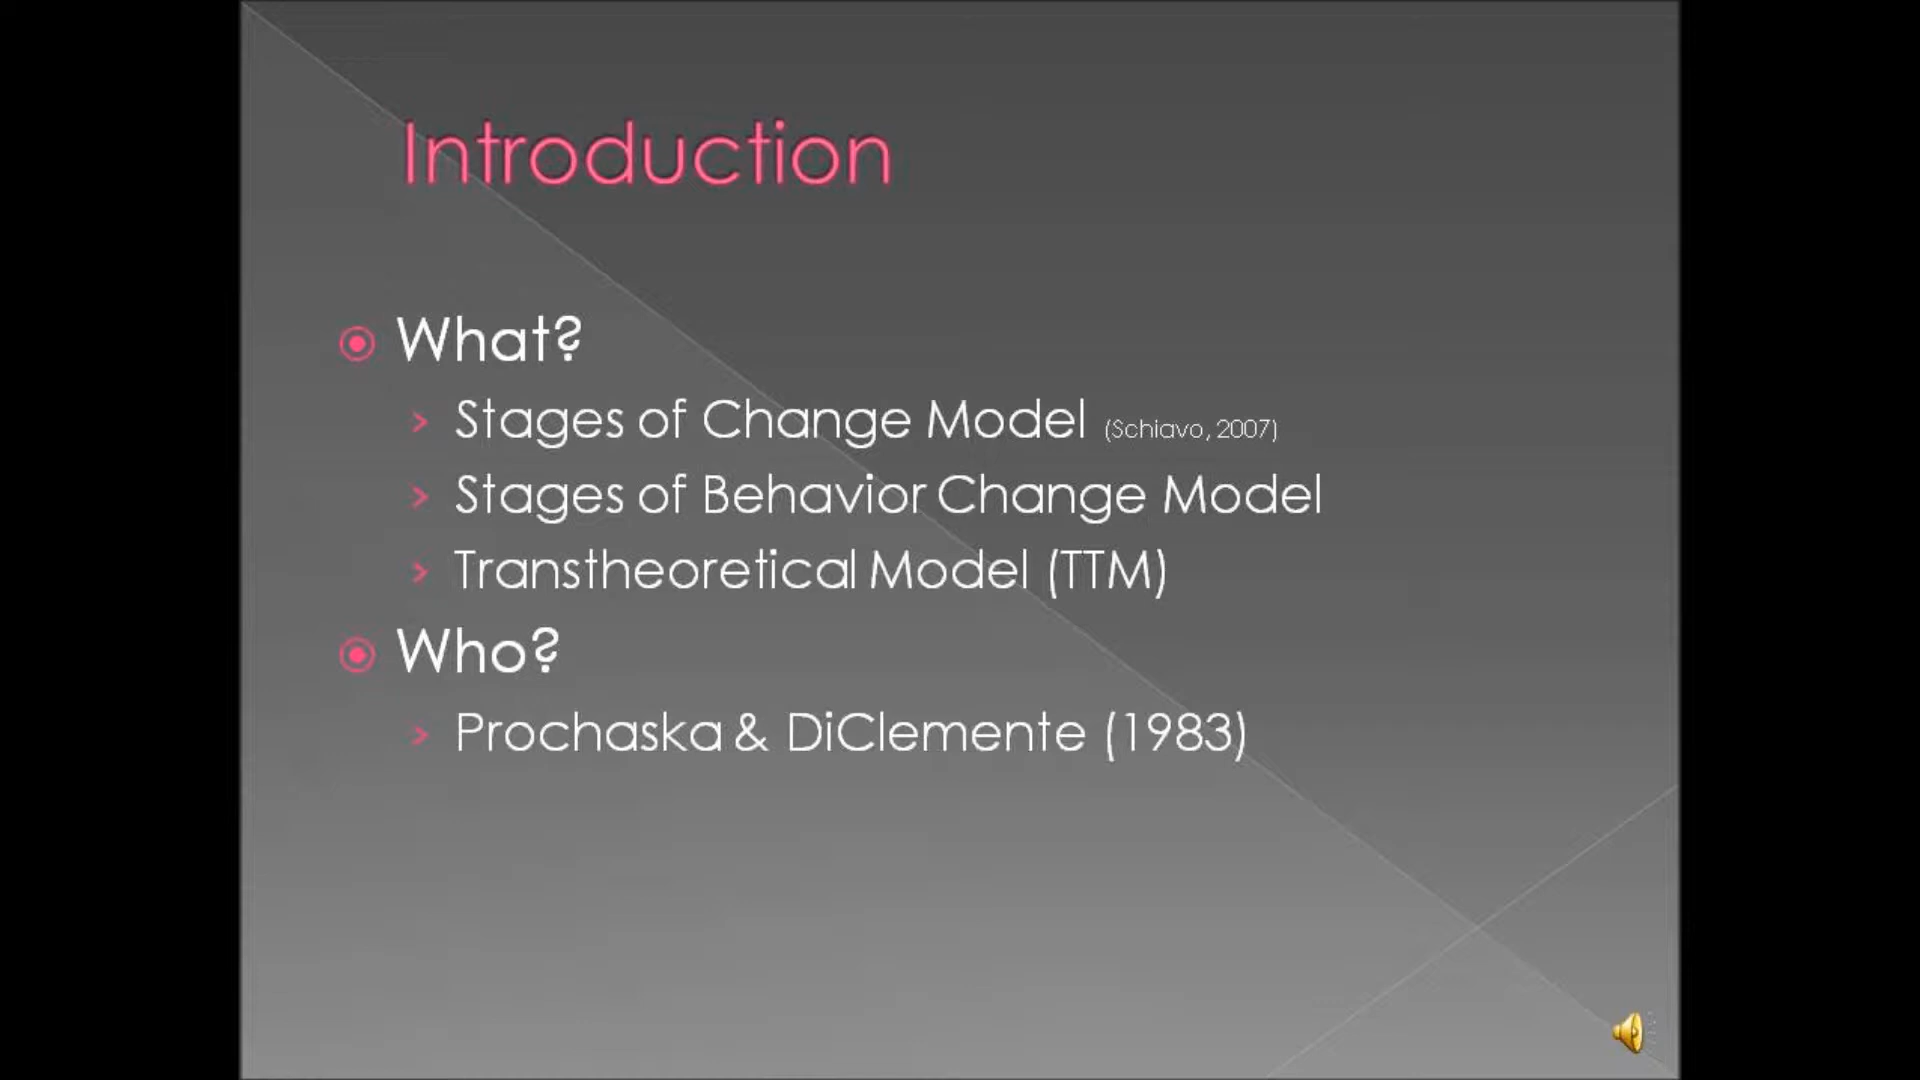 Introduction
What?
Stages of Change Model (Schiavo, 2007)
Stages of Behavior Change Model
Transtheoretical Model (TTM)
Who?
Prochaska & DiClemente (1983)